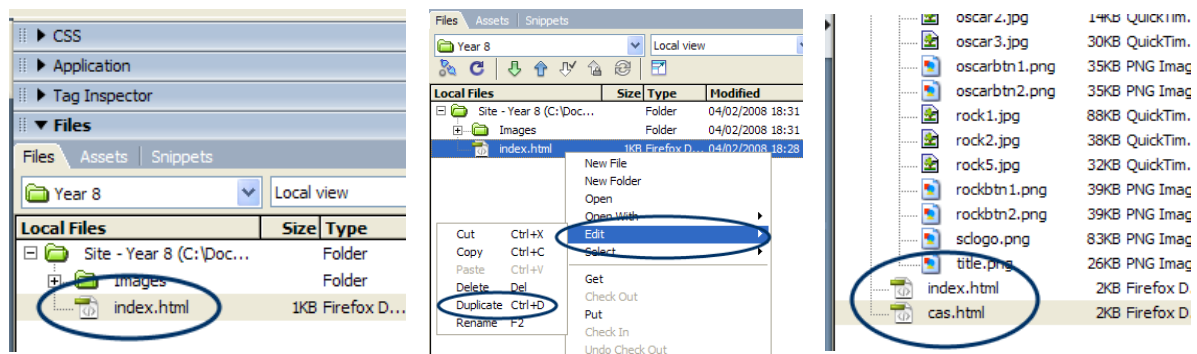 CSS
Application
Tag Inspector
Files
Files Assets Snippets
Year 8 Local view
Local Files Size Type
Site - Year 8 (C:\Doc... Folder
Images Folder
index.html 1KB Firefox D...
Files Assets Snippets
Year 8 Local view
Local Files Size Type Modified
Site - Year 8 (C:\Doc... Folder 04/02/2008 18:31
Images Folder 04/02/2008 18:31
index.html 1KB Firefox D... 04/02/2008 18:28
New File
New Folder
Open
Open With
Edit
Select
Get
Check Out
Put
Check In
Undo Check Out
Cut Ctrl+X
Copy Ctrl+C
Paste Ctrl+V
Delete Del
Duplicate Ctrl+D
Rename F2
oscar2.jpg 14KB QuickTim.
oscar3.jpg 30KB QuickTim.
oscarbtn1.png 35KB PNG Imag
oscarbtn2.png 35KB PNG Imag
rock1.jpg 88KB QuickTim.
rock2.jpg 38KB QuickTim.
rock5.jpg 32KB QuickTim.
rockbtn1.png 39KB PNG Imag
rockbtn2.png 39KB PNG Imag
sclogo.png 83KB PNG Imag
title.png 26KB PNG Imag
index.html 2KB Firefox D
cas.html 2KB Firefox D